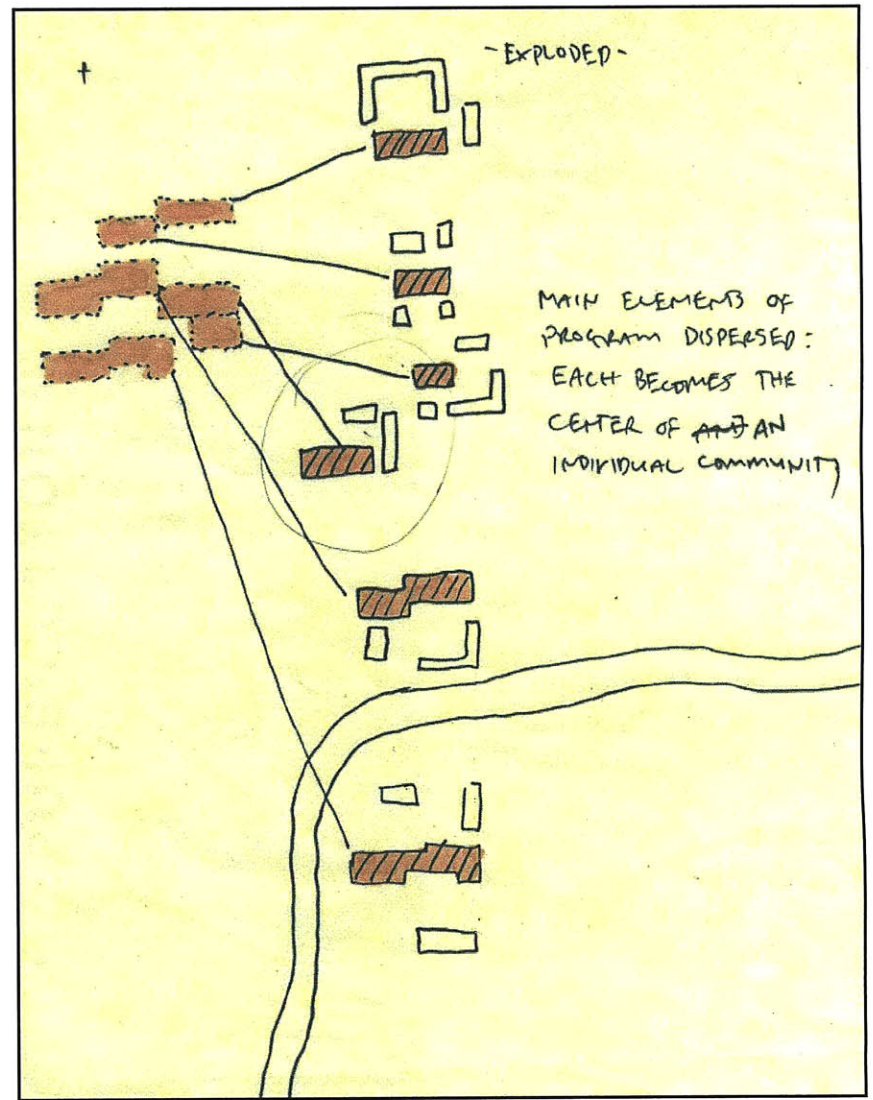 -EXPLODED-
MAIN ELEMENTS OF
PROGRAM DISPERSED:
EACH BECOMES THE
CENTER OF AN
INDIVIDUAL COMMUNITY